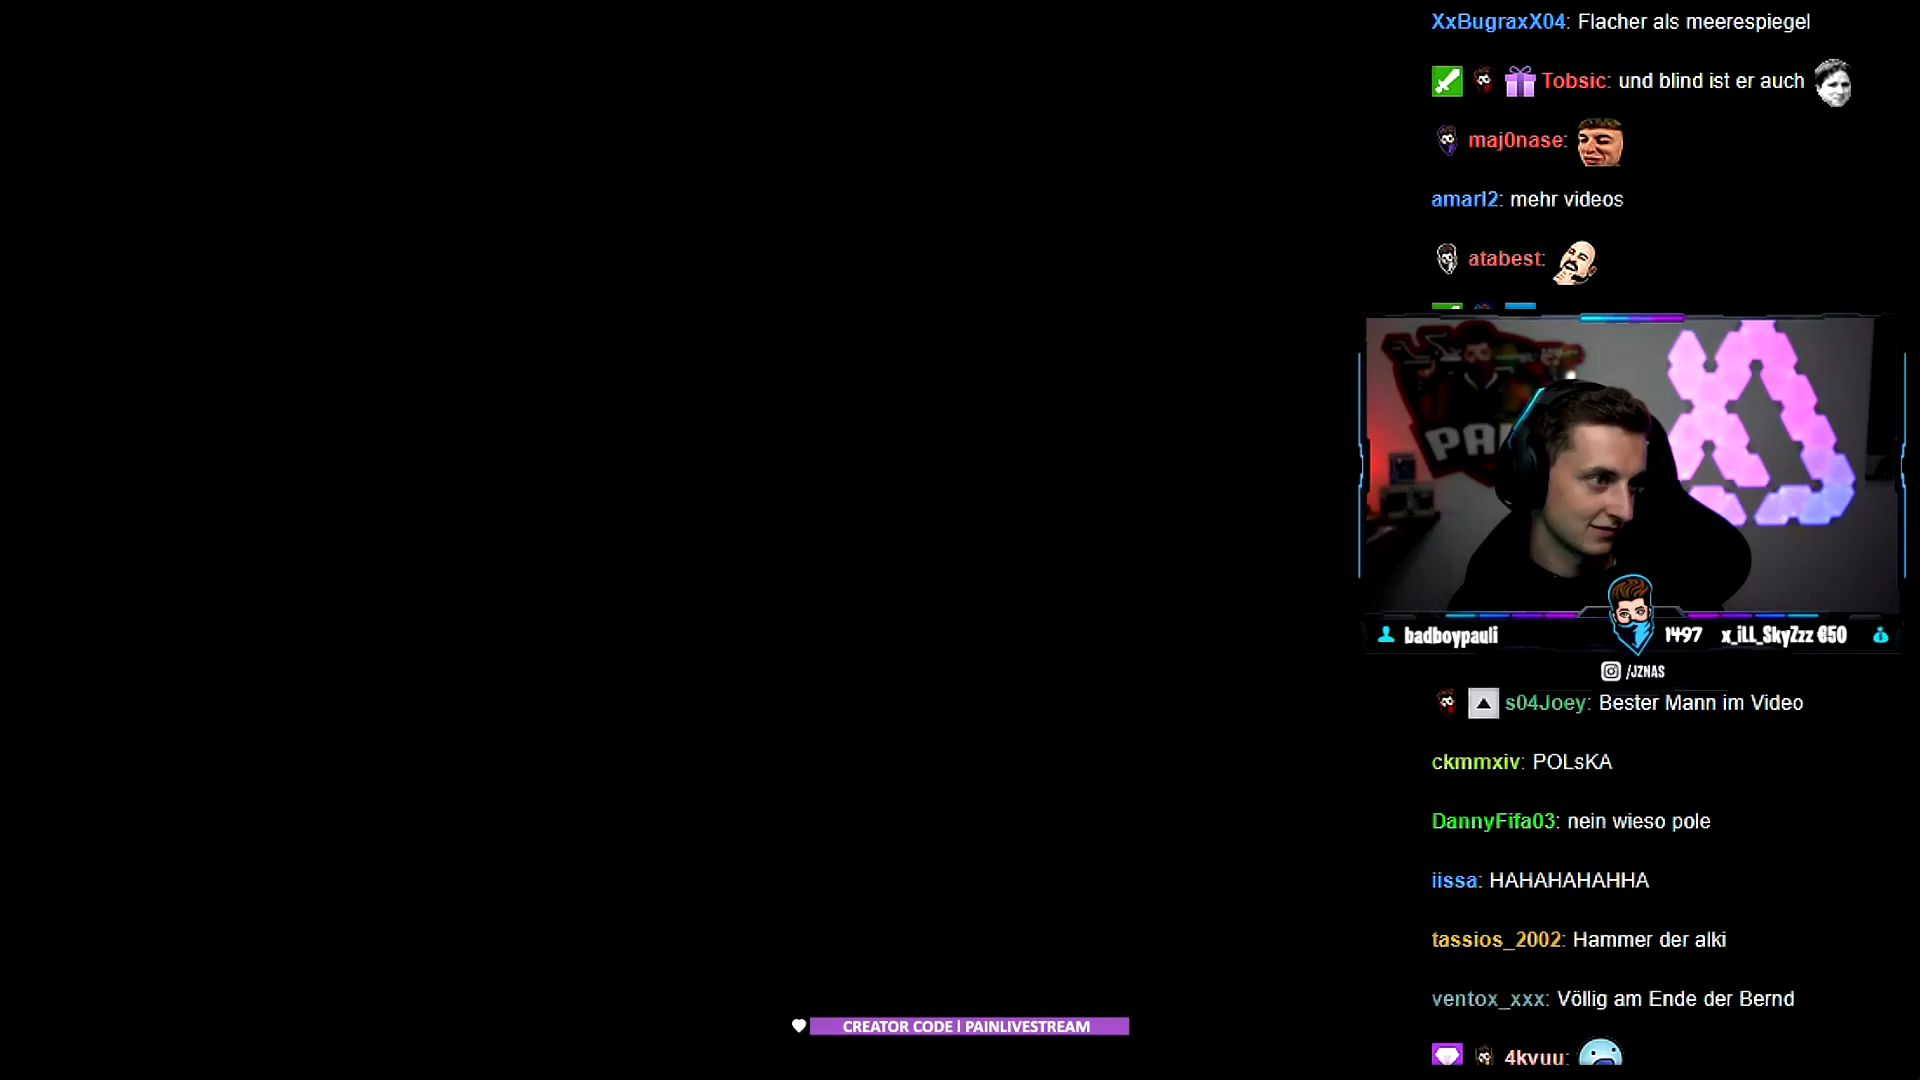 XxBugraxX04: Flacher als meerespiegel
Tobsic: und blind ist er auch
maj0nase:
amarl2: mehr videos
atabest:
PAI
badboypauli
1497
x_iLL_SkyZzz €50
/JZNAS
s04Joey: Bester Mann im Video
ckmmxiv: POLsKA
DannyFifa03: nein wieso pole
iissa: HAHAHAHAHHA
tassios_2002: Hammer der alki
ventox_xxx: Völlig am Ende der Bernd
CREATOR CODE | PAINLIVESTREAM
4kvuu: